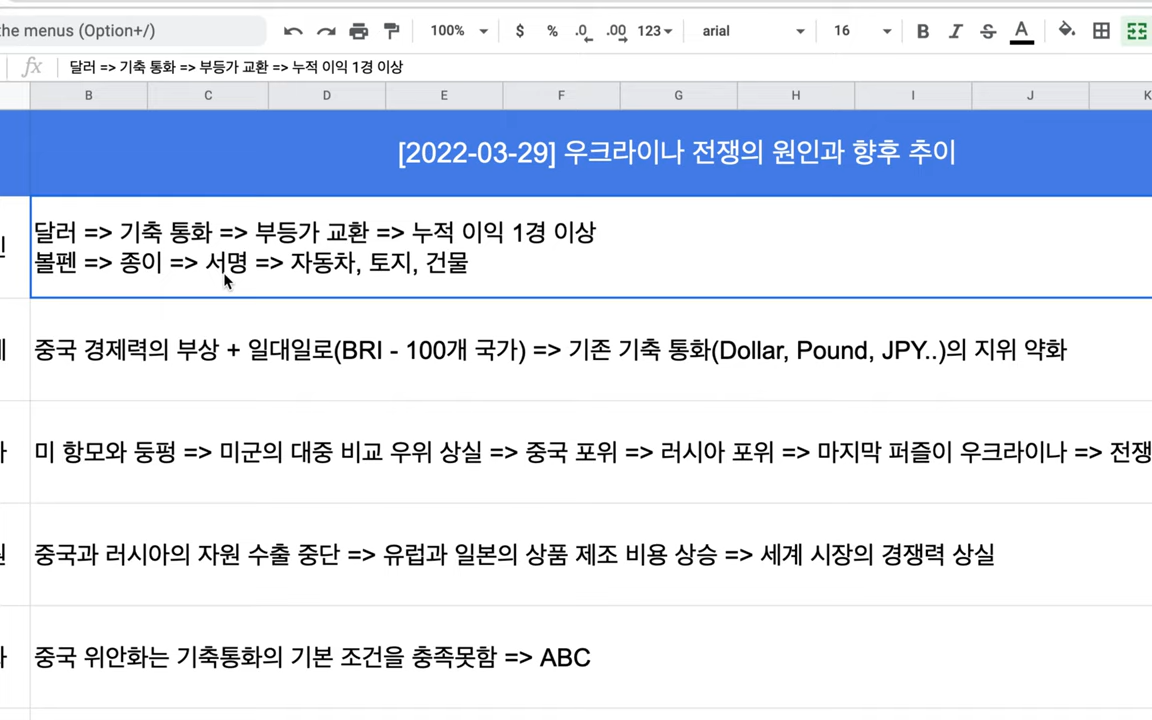 the menus (Option+/)
100% $ % .0 .00 123 arial 16 B I S A
fx 달러 => 기축 통화 => 부등가 교환 => 누적 이익 1경 이상
B C D E F G H I J K
[2022-03-29] 우크라이나 전쟁의 원인과 향후 추이
달러 => 기축 통화 => 부등가 교환 => 누적 이익 1경 이상
볼펜 => 종이 => 서명 => 자동차, 토지, 건물
중국 경제력의 부상 + 일대일로(BRI - 100개 국가) => 기존 기축 통화(Dollar, Pound, JPY..)의 지위 약화
미 항모와 둥펑 => 미군의 대중 비교 우위 상실 => 중국 포위 => 러시아 포위 => 마지막 퍼즐이 우크라이나 => 전쟁
중국과 러시아의 자원 수출 중단 => 유럽과 일본의 상품 제조 비용 상승 => 세계 시장의 경쟁력 상실
중국 위안화는 기축통화의 기본 조건을 충족못함 => ABC